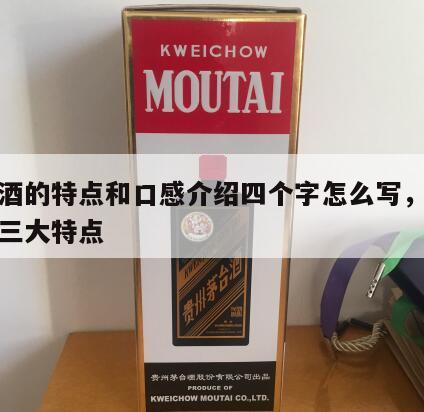 KWEICHOW
MOUTAI
酒的特点和口感介绍四个字怎么写，
三大特点
贵州茅台酒
贵州茅台酒股份有限公司出品
PRODUCE OF
KWEICHOW MOUTAI CO.,LTD.